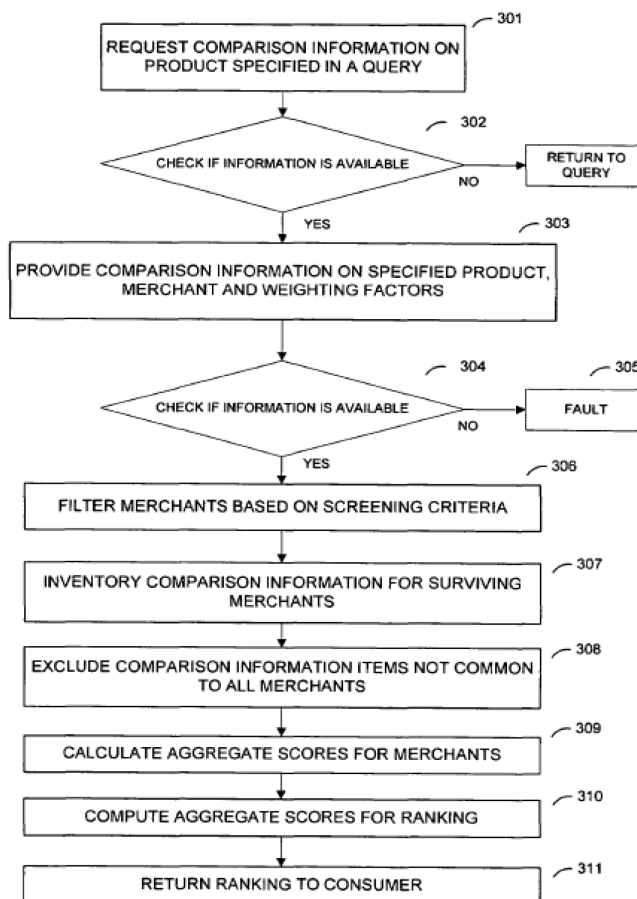 301
REQUEST COMPARISON INFORMATION ON
PRODUCT SPECIFIED IN A QUERY
302
CHECK IF INFORMATION IS AVAILABLE
NO
RETURN TO
QUERY
YES
303
PROVIDE COMPARISON INFORMATION ON SPECIFIED PRODUCT,
MERCHANT AND WEIGHTING FACTORS
304
305
CHECK IF INFORMATION IS AVAILABLE
NO
FAULT
YES
306
FILTER MERCHANTS BASED ON SCREENING CRITERIA
307
INVENTORY COMPARISON INFORMATION FOR SURVIVING
MERCHANTS
308
EXCLUDE COMPARISON INFORMATION ITEMS NOT COMMON
TO ALL MERCHANTS
309
CALCULATE AGGREGATE SCORES FOR MERCHANTS
310
COMPUTE AGGREGATE SCORES FOR RANKING
311
RETURN RANKING TO CONSUMER